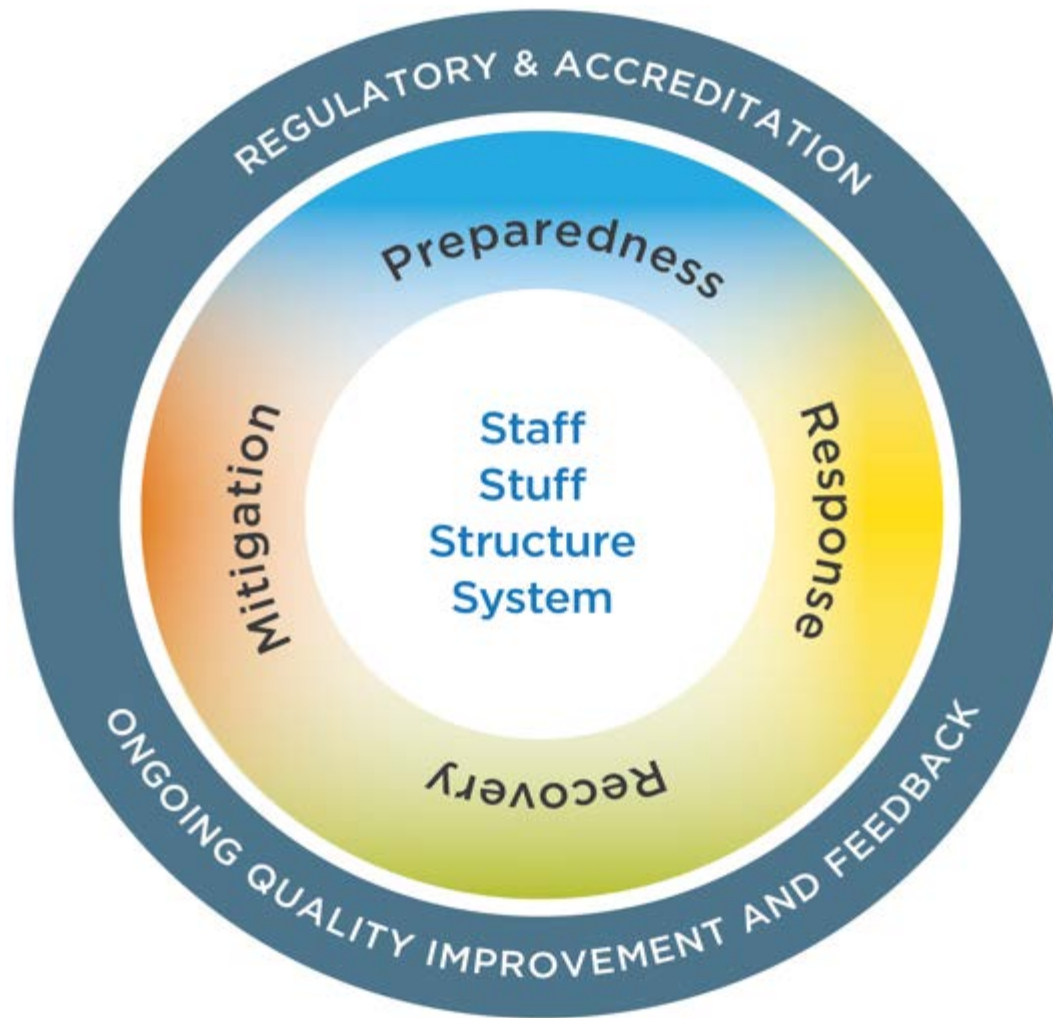 REGULATORY & ACCREDITATION
Preparedness
Response
Recovery
Mitigation
Staff
Stuff
Structure
System
ONGOING QUALITY IMPROVEMENT AND FEEDBACK